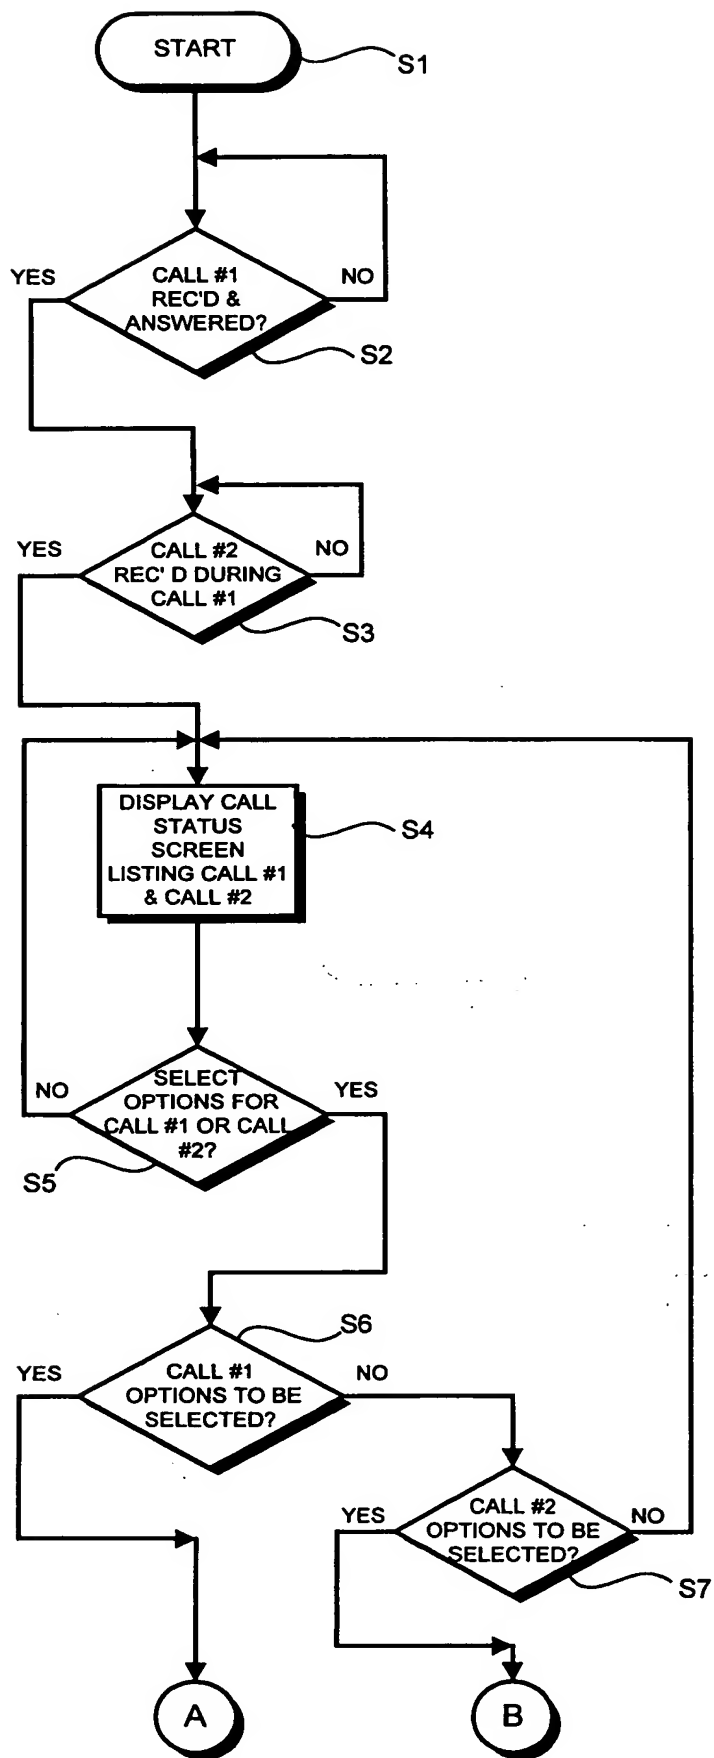 START
S1
YES
CALL #1
REC'D &
ANSWERED?
NO
S2
YES
CALL #2
REC' D DURING
CALL #1
NO
S3
DISPLAY CALL
STATUS
SCREEN
LISTING CALL #1
& CALL #2
S4
NO
SELECT
OPTIONS FOR
CALL #1 OR CALL
#2?
YES
S5
S6
YES
CALL #1
OPTIONS TO BE
SELECTED?
NO
YES
CALL #2
OPTIONS TO BE
SELECTED?
NO
S7
A
B